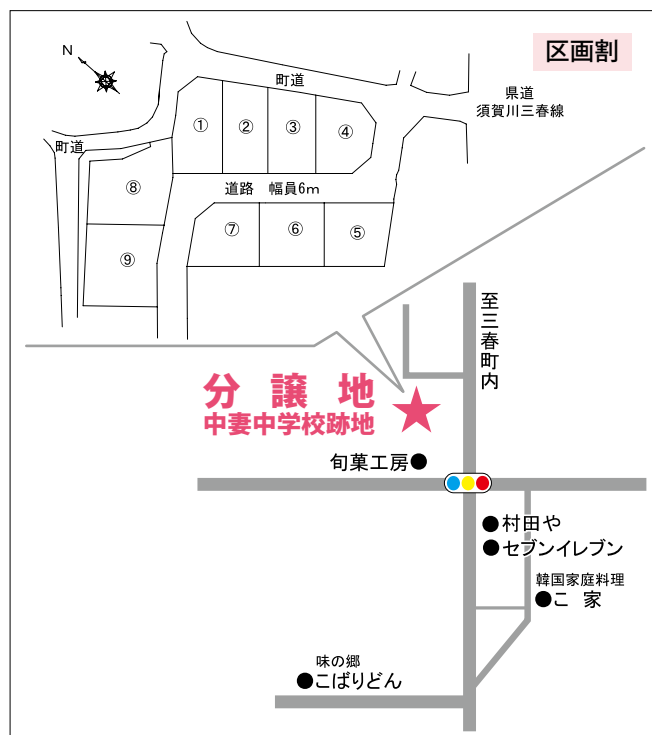 区画割
N
町道
県道
須賀川三春線
①
②
③
④
町道
⑧
道路 幅員6m
⑦
⑥
⑤
⑨
至三春町内
分譲地
中妻中学校跡地
旬菓工房
村田や
セブンイレブン
韓国家庭料理
こ家
味の郷
こばりどん